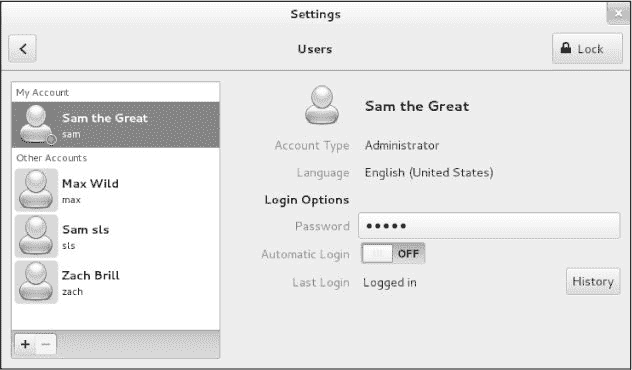 Settings
Users
Lock
My Account
Sam the Great
sam
Other Accounts
Max Wild
max
Sam sls
sls
Zach Brill
zach
Sam the Great
Account Type Administrator
Language English (United States)
Login Options
Password •••••
Automatic Login OFF
Last Login Logged in
History